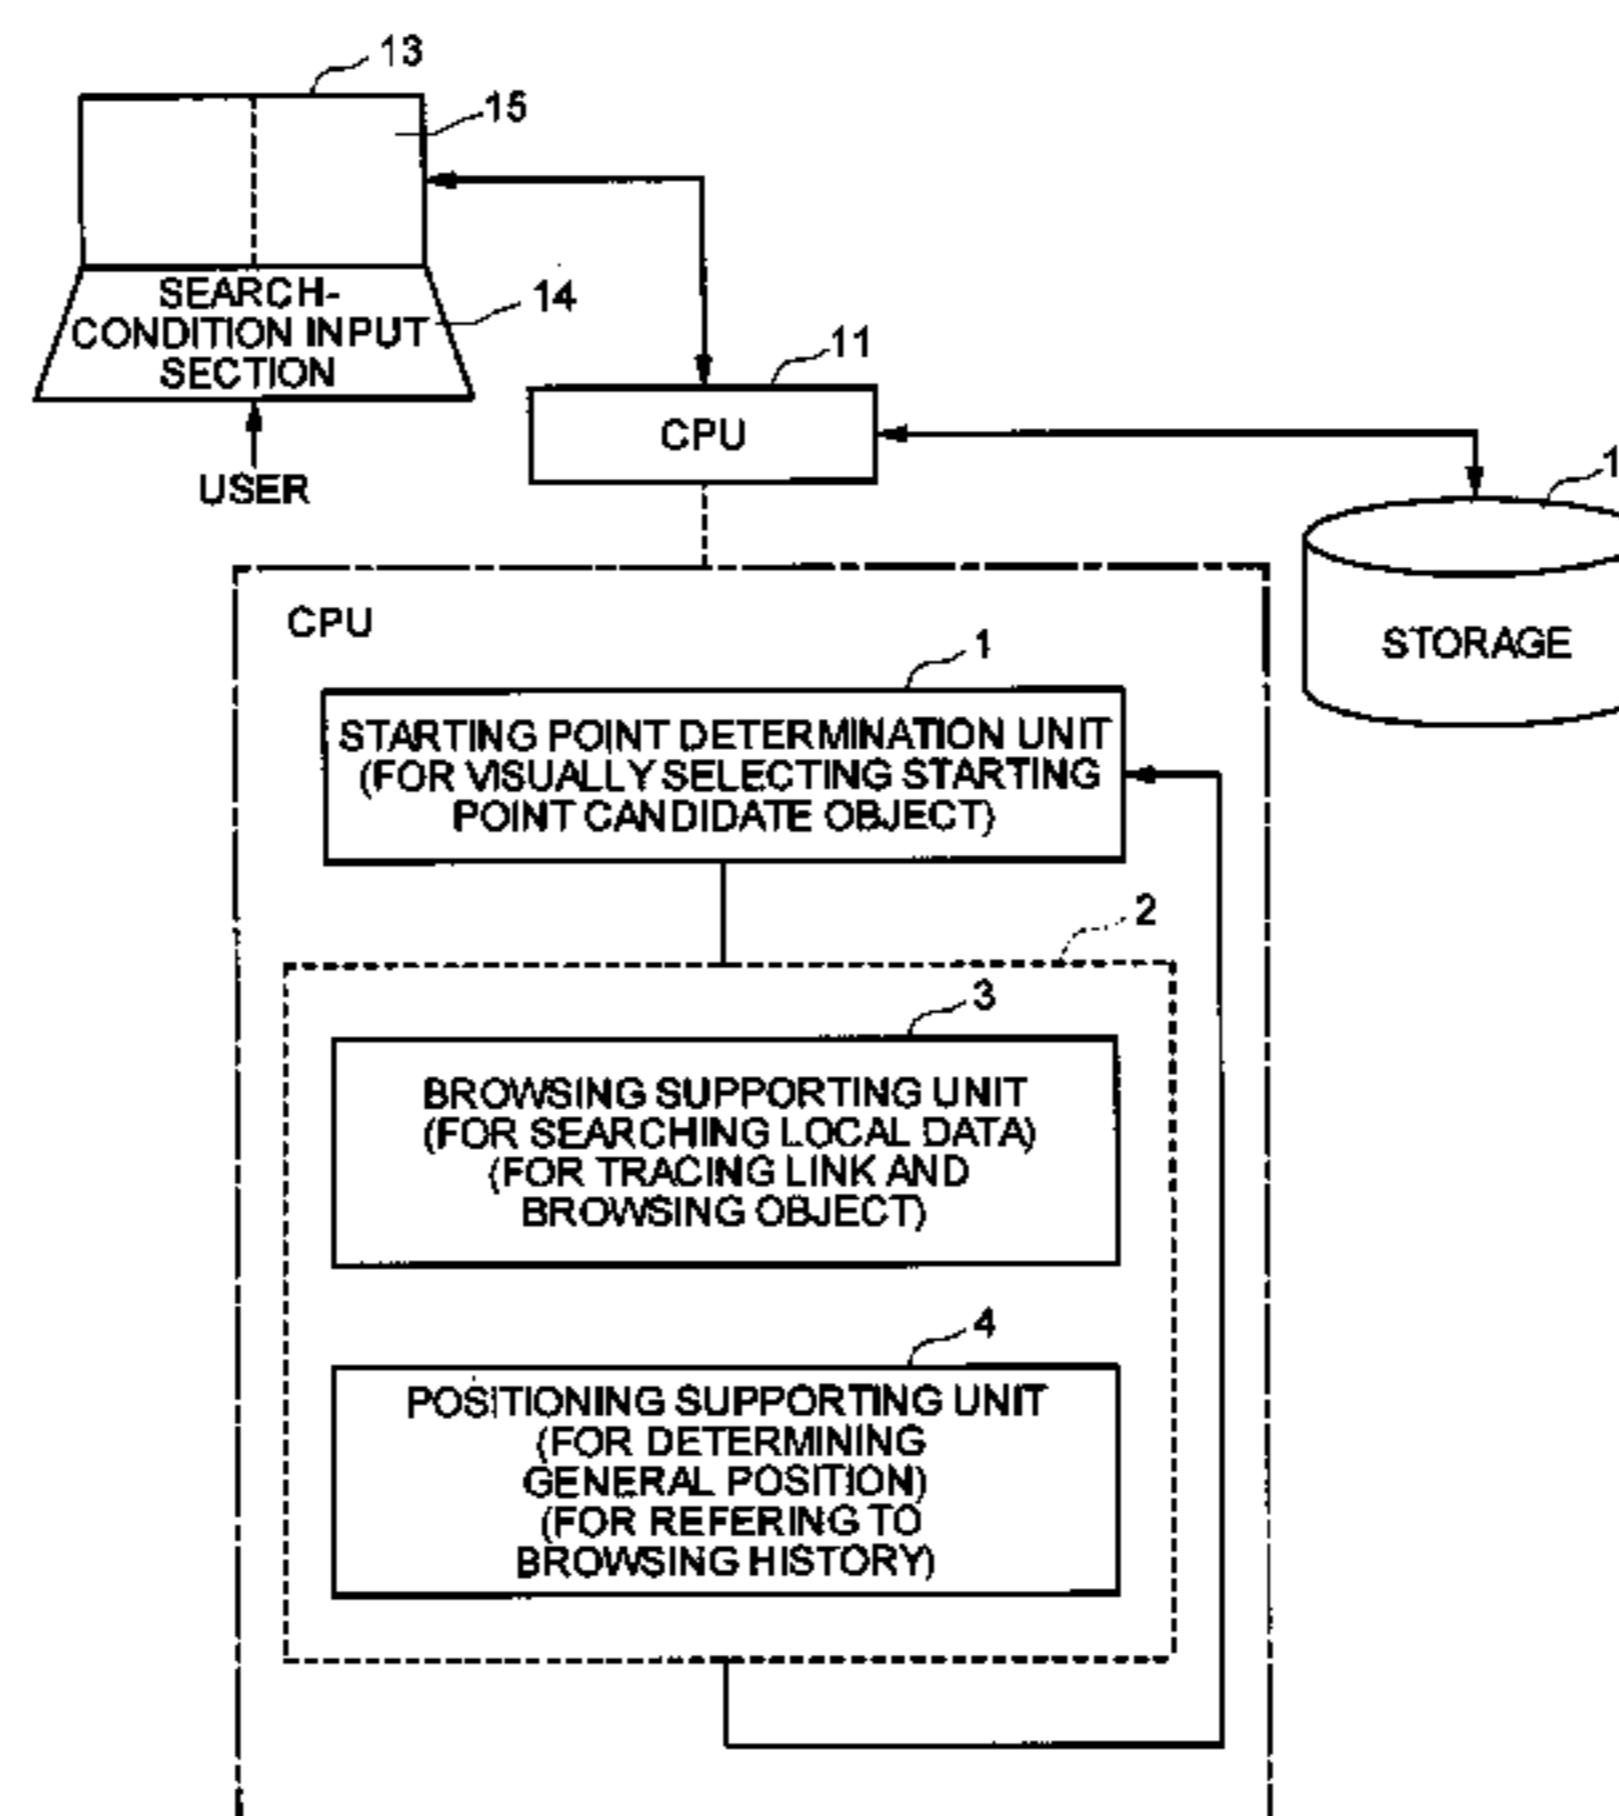 13
15
SEARCH-
CONDITION INPUT
SECTION
14
USER
11
CPU
STORAGE
CPU
1
STARTING POINT DETERMINATION UNIT
(FOR VISUALLY SELECTING STARTING
POINT CANDIDATE OBJECT)
2
3
BROWSING SUPPORTING UNIT
(FOR SEARCHING LOCAL DATA)
(FOR TRACING LINK AND
BROWSING OBJECT)
4
POSITIONING SUPPORTING UNIT
(FOR DETERMINING
GENERAL POSITION)
(FOR REFERING TO
BROWSING HISTORY)